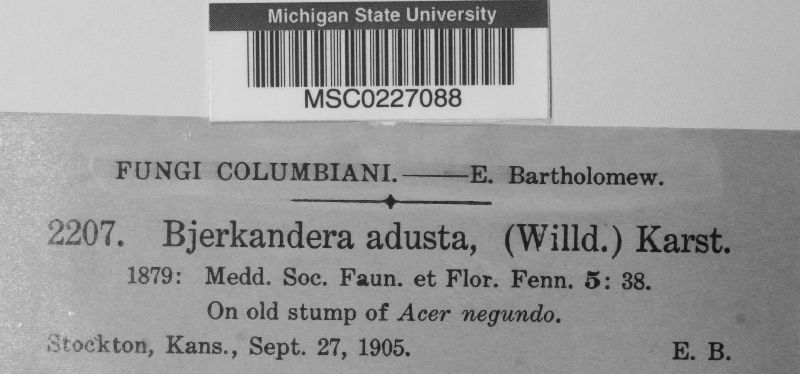 Michigan State University
MSC0227088
FUNGI COLUMBIANI.——E. Bartholomew.
2207. Bjerkandera adusta, (Willd.) Karst.
1879: Medd. Soc. Faun. et Flor. Fenn. 5: 38.
On old stump of Acer negundo.
Stockton, Kans., Sept. 27, 1905. E. B.